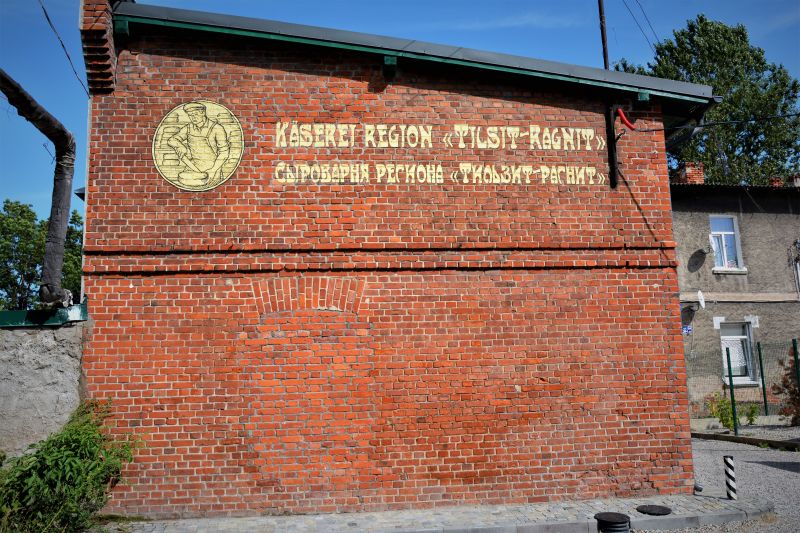 KÄSEREI REGION «TILSIT-RAGNIT»
СЫРОВАРНЯ РЕГИОНА «ТИЛЬЗИТ-РАГНИТ»